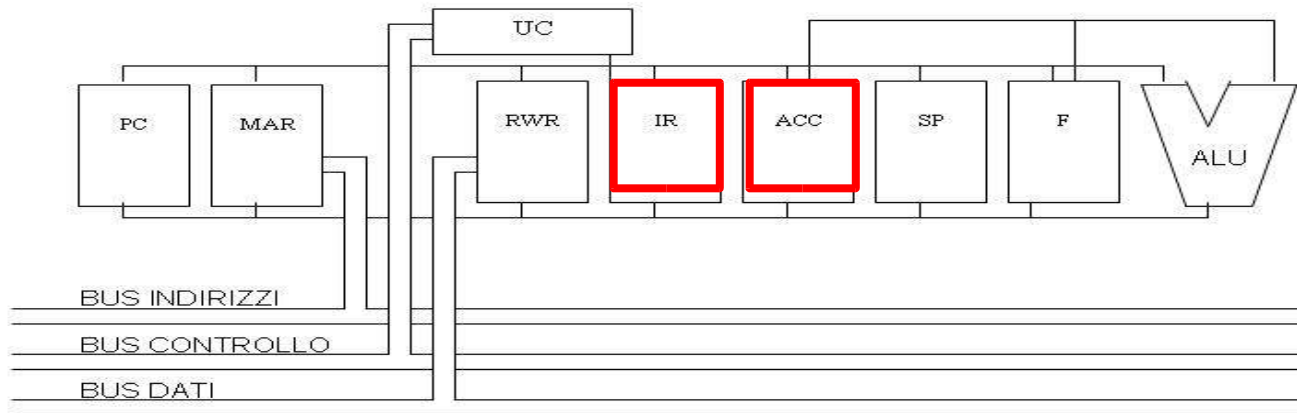 UC
PC
MAR
RWR
IR
ACC
SP
F
ALU
BUS INDIRIZZI
BUS CONTROLLO
BUS DATI